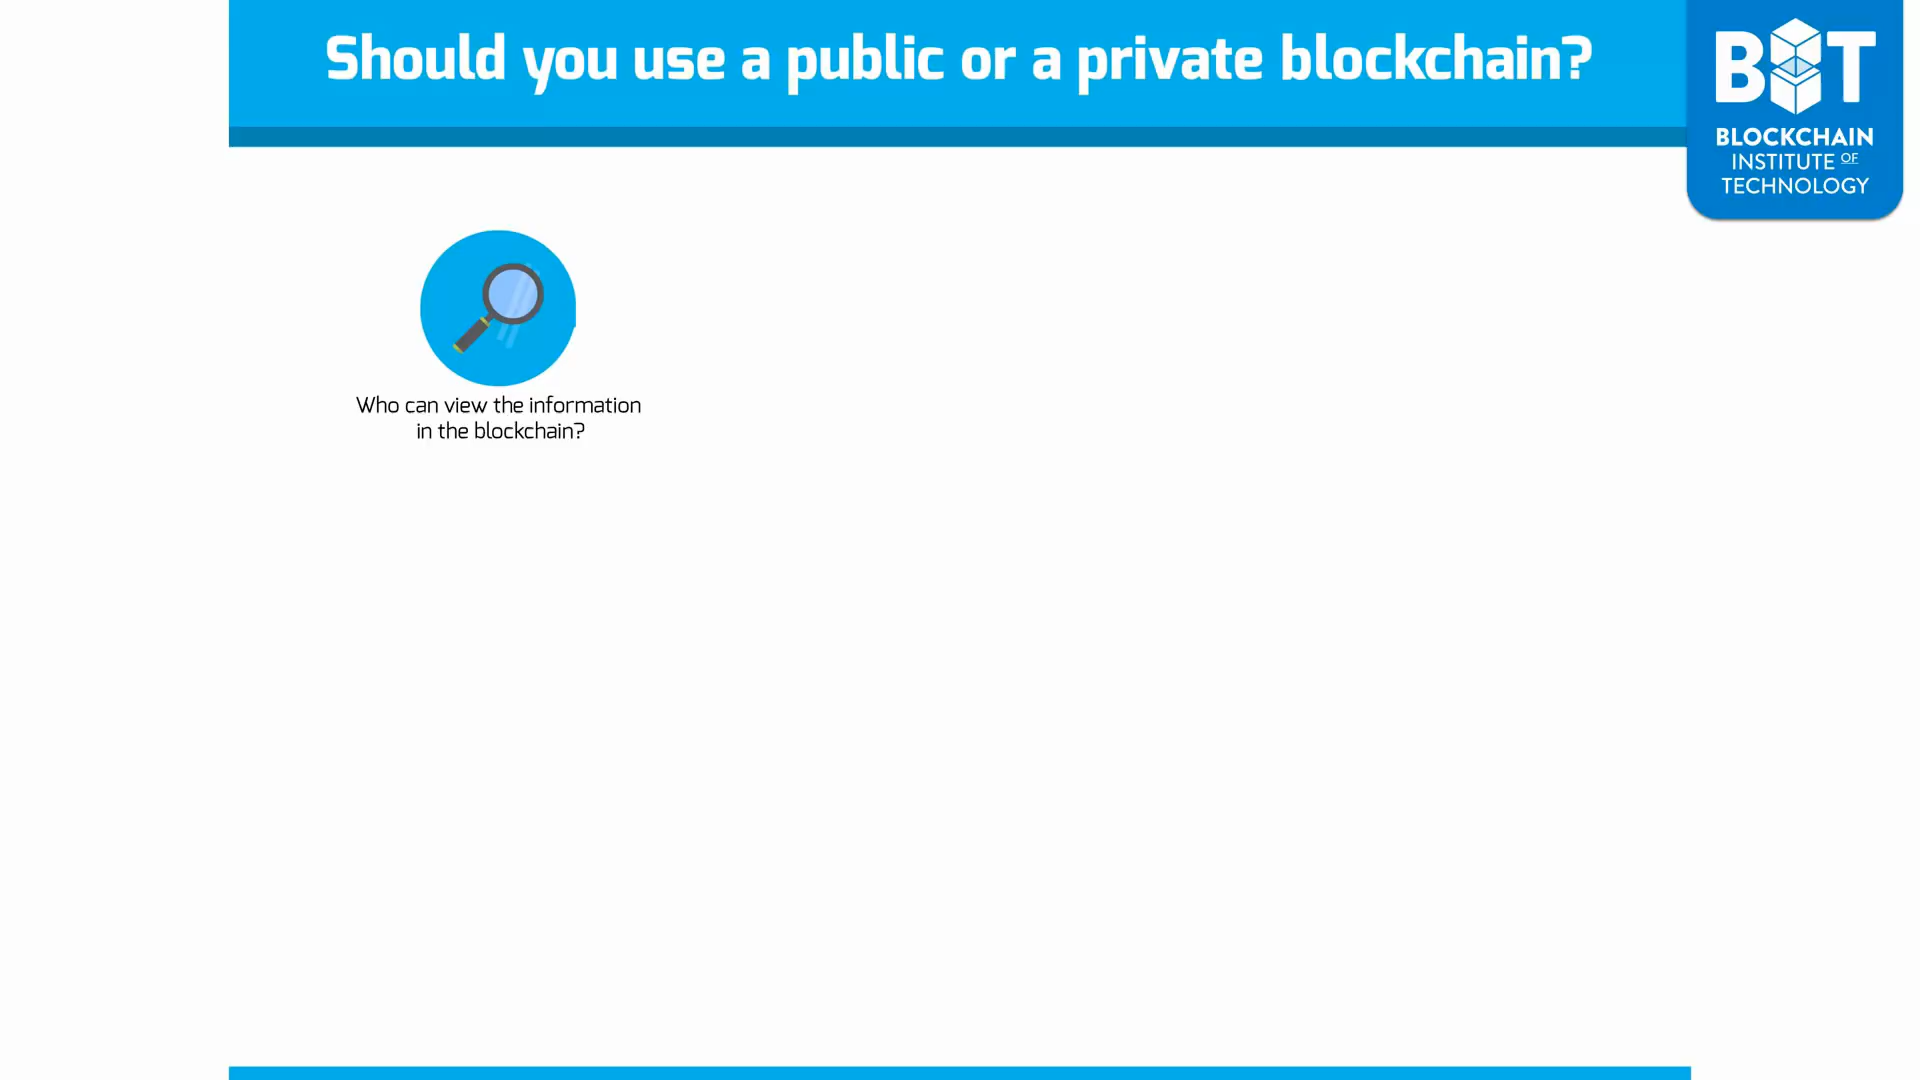 Should you use a public or a private blockchain?
BIT
BLOCKCHAIN
INSTITUTE OF
TECHNOLOGY
Who can view the information
in the blockchain?